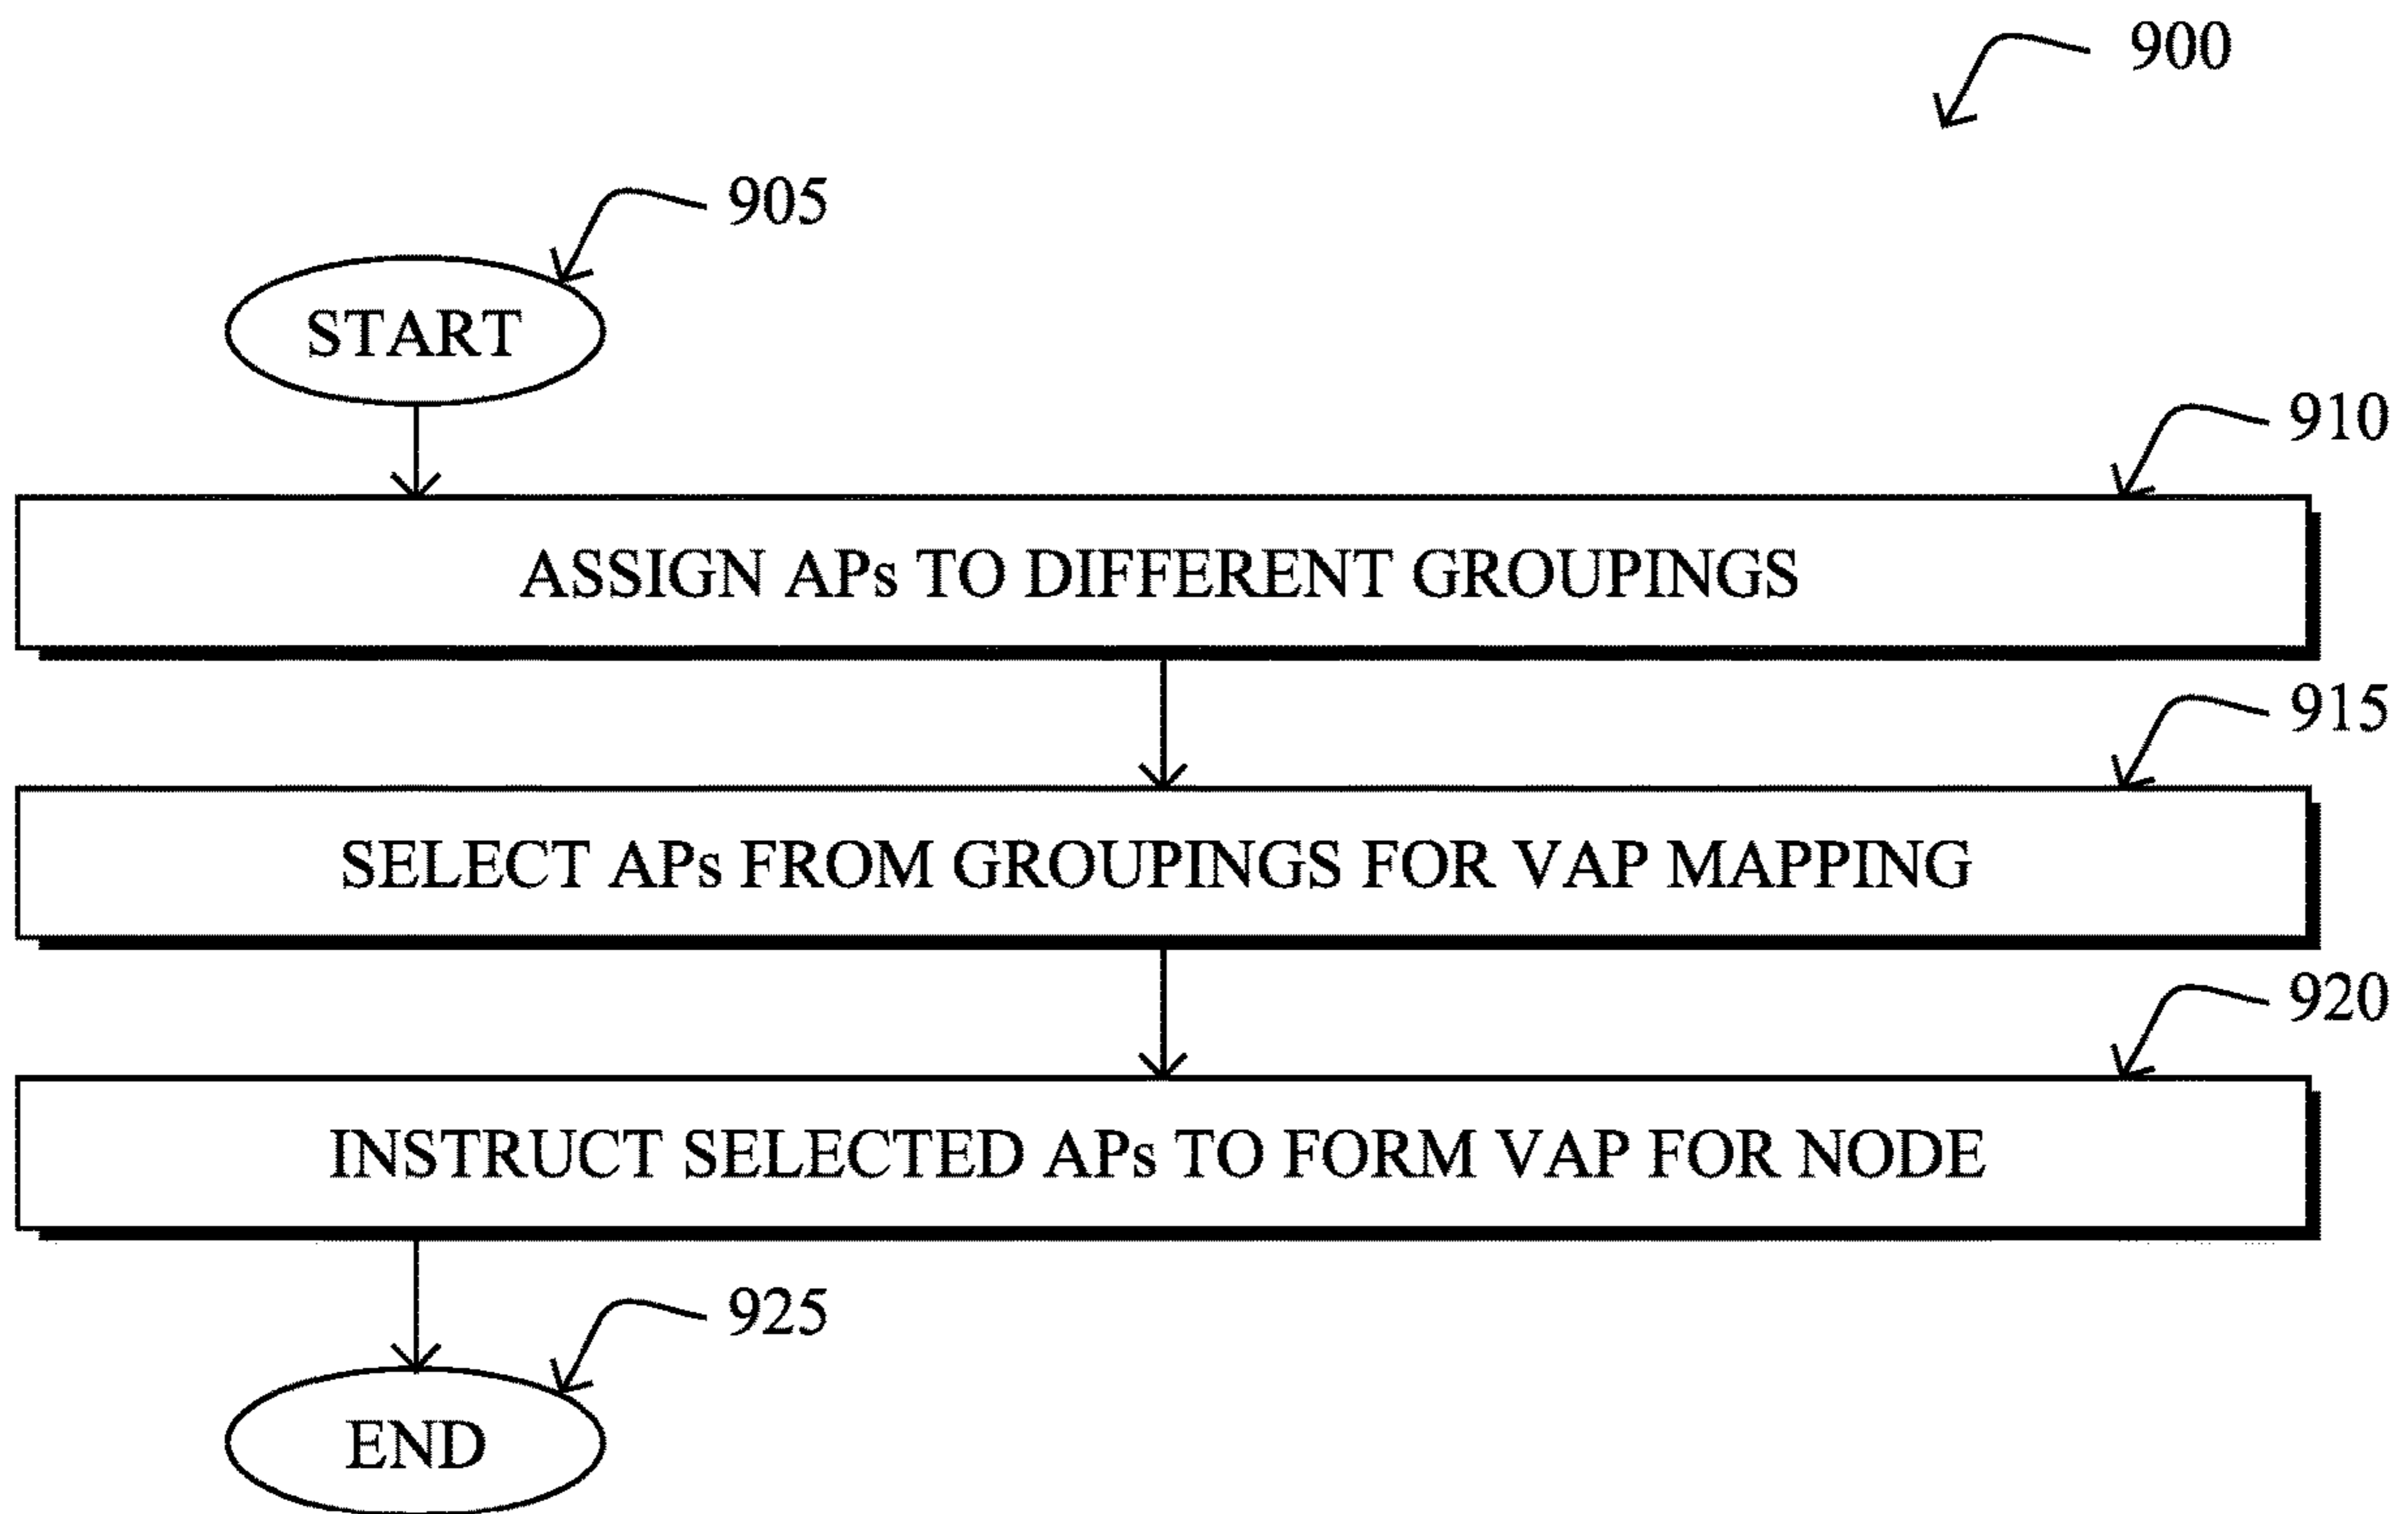 900
905
START
910
ASSIGN APs TO DIFFERENT GROUPINGS
915
SELECT APs FROM GROUPINGS FOR VAP MAPPING
920
INSTRUCT SELECTED APs TO FORM VAP FOR NODE
925
END